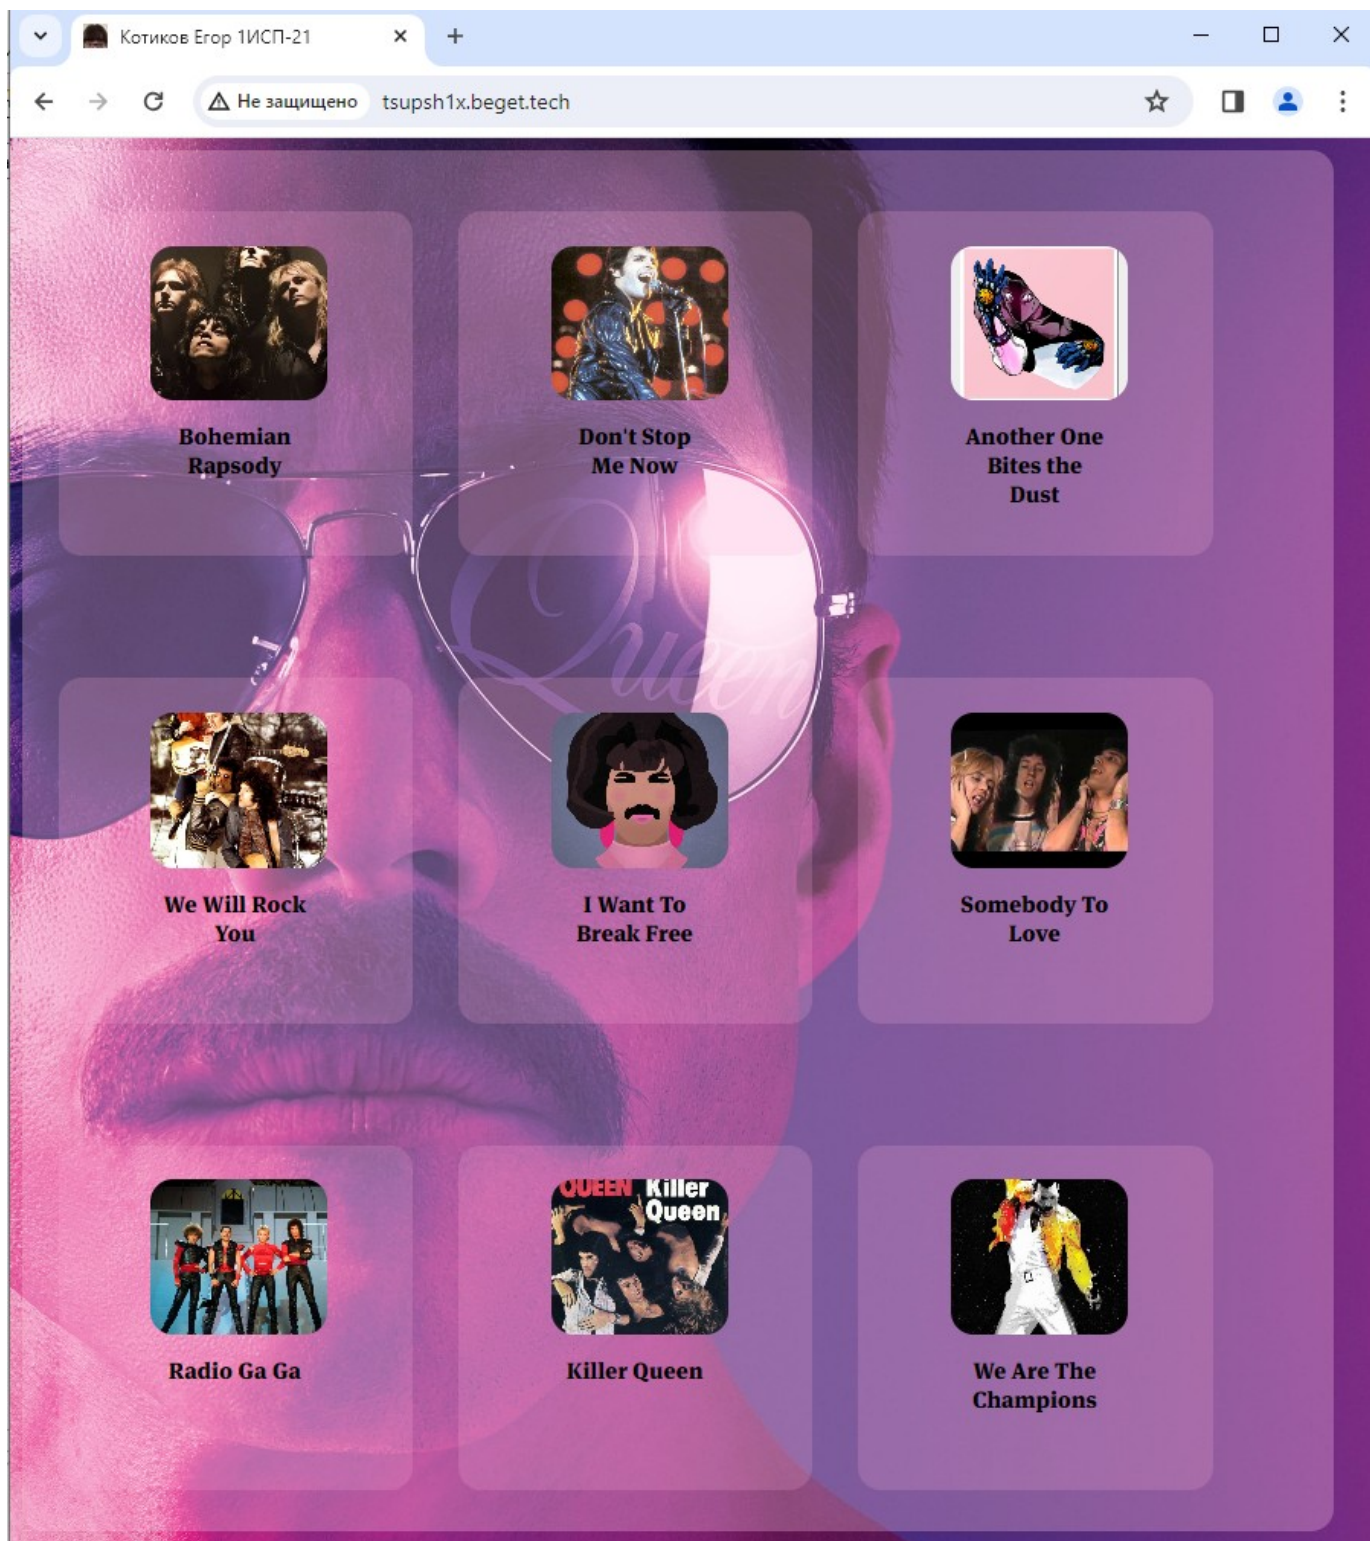 Котиков Егор 1ИСП-21
Не защищено tsupsh1x.beget.tech
Bohemian
Rapsody
Don't Stop
Me Now
Another One
Bites the
Dust
Queen
We Will Rock
You
I Want To
Break Free
Somebody To
Love
QUEEN Killer
Queen
Radio Ga Ga
Killer Queen
We Are The
Champions